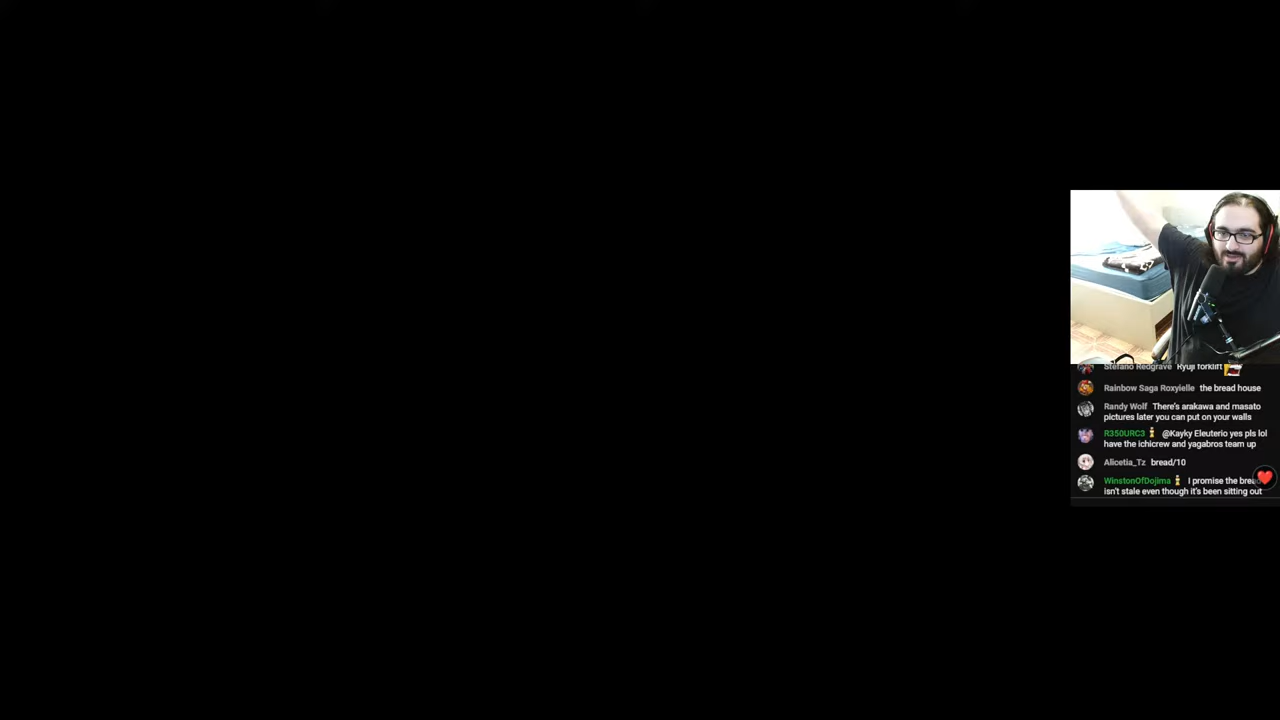 Stefano Redgrave Ryuji forklift
Rainbow Saga Roxyielle the bread house
Randy Wolf There's arakawa and masato
pictures later you can put on your walls
R350URC3 @Kayky Eleuterio yes pls lol
have the ichicrew and yagabros team up
Alicetia_Tz bread/10
WinstonOfDojima I promise the
isn't stale even though it's been sitting out